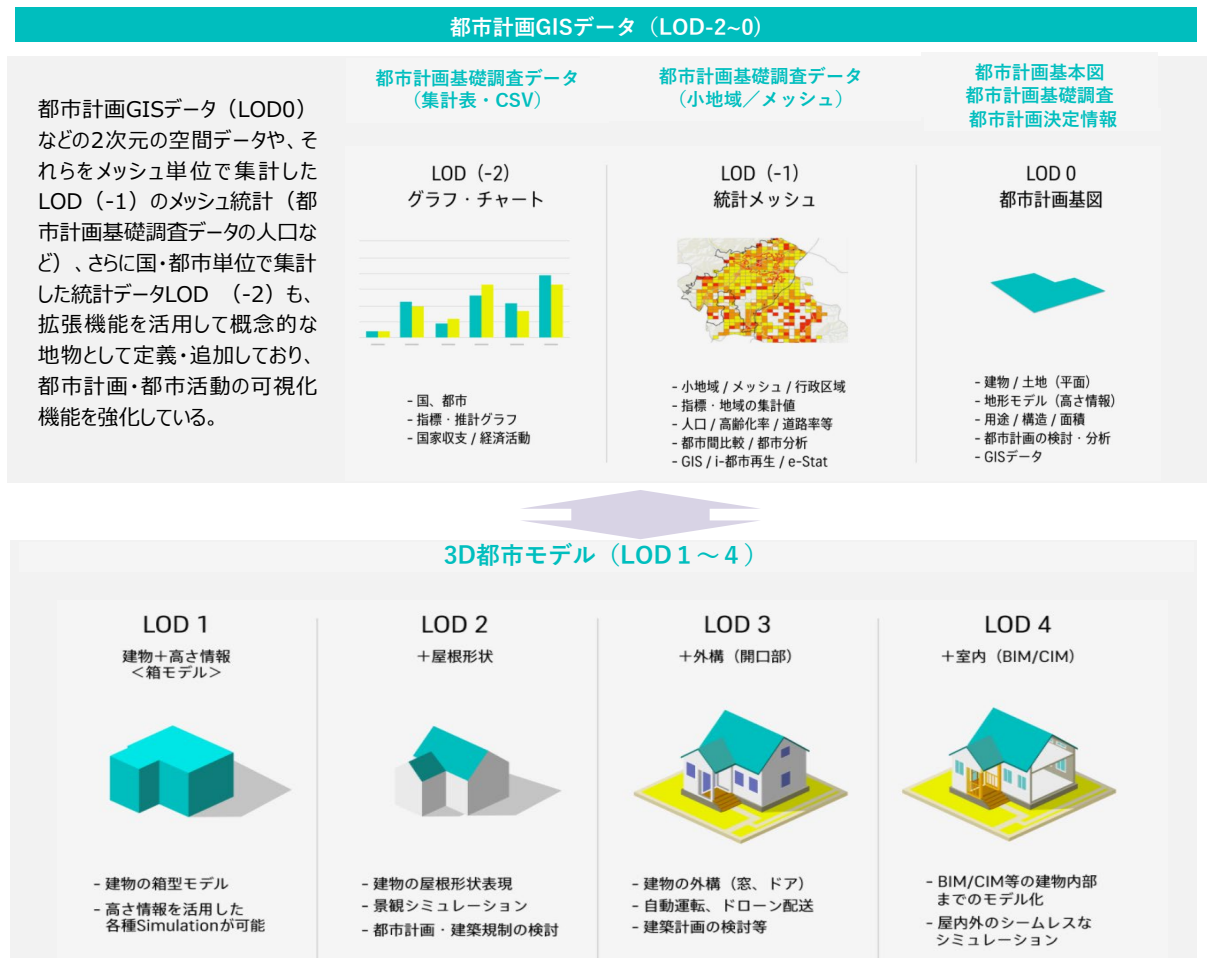 都市計画GISデータ（LOD-2~0）
都市計画GISデータ（LOD0）
などの2次元の空間データや、そ
れらをメッシュ単位で集計した
LOD（-1）のメッシュ統計（都
市計画基礎調査データの人口な
ど）、さらに国・都市単位で集計
した統計データLOD　（-2）も、
拡張機能を活用して概念的な
地物として定義・追加しており、
都市計画・都市活動の可視化
機能を強化している。
都市計画基礎調査データ
（集計表・CSV）
LOD（-2）
グラフ・チャート
- 国、都市
- 指標・推計グラフ
- 国家収支 / 経済活動
都市計画基礎調査データ
（小地域／メッシュ）
LOD（-1）
統計メッシュ
- 小地域 / メッシュ / 行政区域
- 指標・地域の集計値
- 人口 / 高齢化率 / 道路率等
- 都市間比較 / 都市分析
- GIS / i-都市再生 / e-Stat
都市計画基本図
都市計画基礎調査
都市計画決定情報
LOD 0
都市計画基図
- 建物 / 土地（平面）
- 地形モデル（高さ情報）
- 用途 / 構造 / 面積
- 都市計画の検討・分析
- GISデータ
3D都市モデル（LOD１～４）
LOD 1
建物＋高さ情報
＜箱モデル＞
- 建物の箱型モデル
- 高さ情報を活用した
各種Simulationが可能
LOD 2
＋屋根形状
- 建物の屋根形状表現
- 景観シミュレーション
- 都市計画・建築規制の検討
LOD 3
＋外構（開口部）
- 建物の外構（窓、ドア）
- 自動運転、ドローン配送
- 建築計画の検討等
LOD 4
＋室内（BIM/CIM）
- BIM/CIM等の建物内部
までのモデル化
- 屋内外のシームレスな
シミュレーション